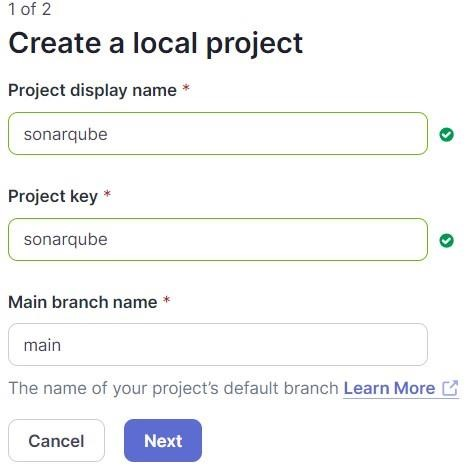 1 of 2
Create a local project
Project display name *
sonarqube
Project key *
sonarqube
Main branch name *
main
The name of your project's default branch Learn More
Cancel Next